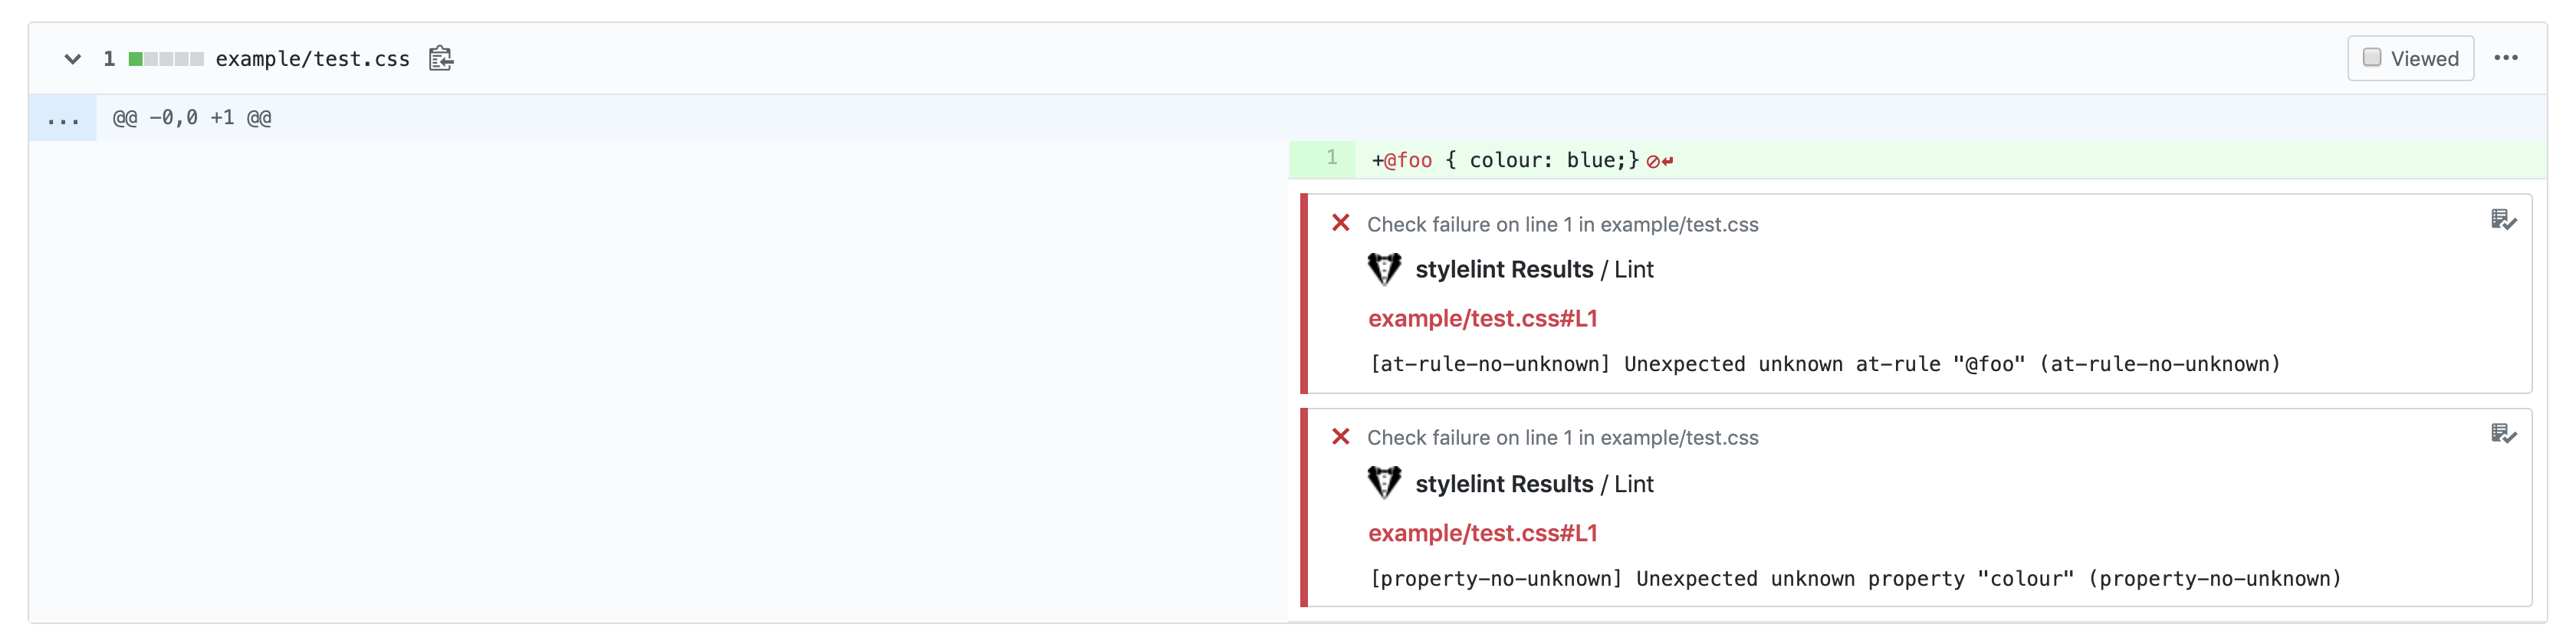 1 example/test.css Viewed
... @@ -0,0 +1 @@
1 +@foo { colour: blue;}
Check failure on line 1 in example/test.css
stylelint Results / Lint
example/test.css#L1
[at-rule-no-unknown] Unexpected unknown at-rule "@foo" (at-rule-no-unknown)
Check failure on line 1 in example/test.css
stylelint Results / Lint
example/test.css#L1
[property-no-unknown] Unexpected unknown property "colour" (property-no-unknown)